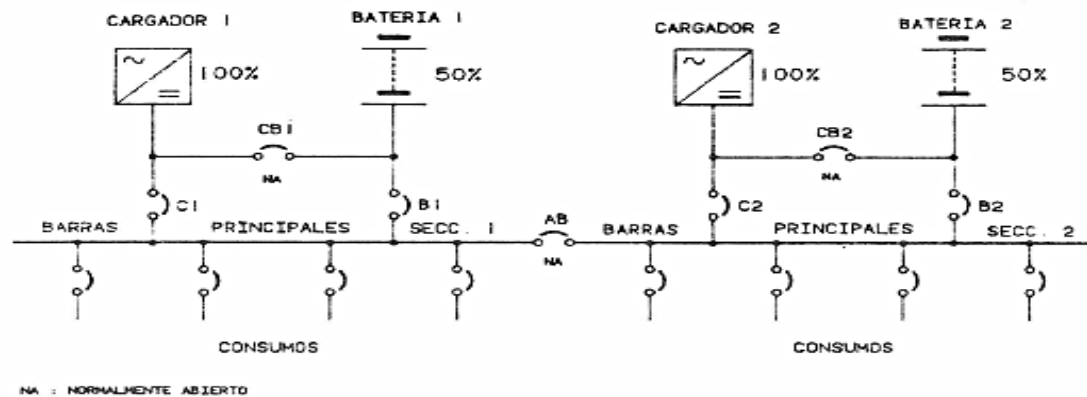 CARGADOR 1
BATERIA 1
CARGADOR 2
BATERIA 2
100%
50%
100%
50%
CB1
NA
CB2
NA
C1
B1
C2
B2
BARRAS PRINCIPALES SECC. 1
AB
NA
BARRAS PRINCIPALES SECC. 2
CONSUMOS
CONSUMOS
NA : NORMALMENTE ABIERTO